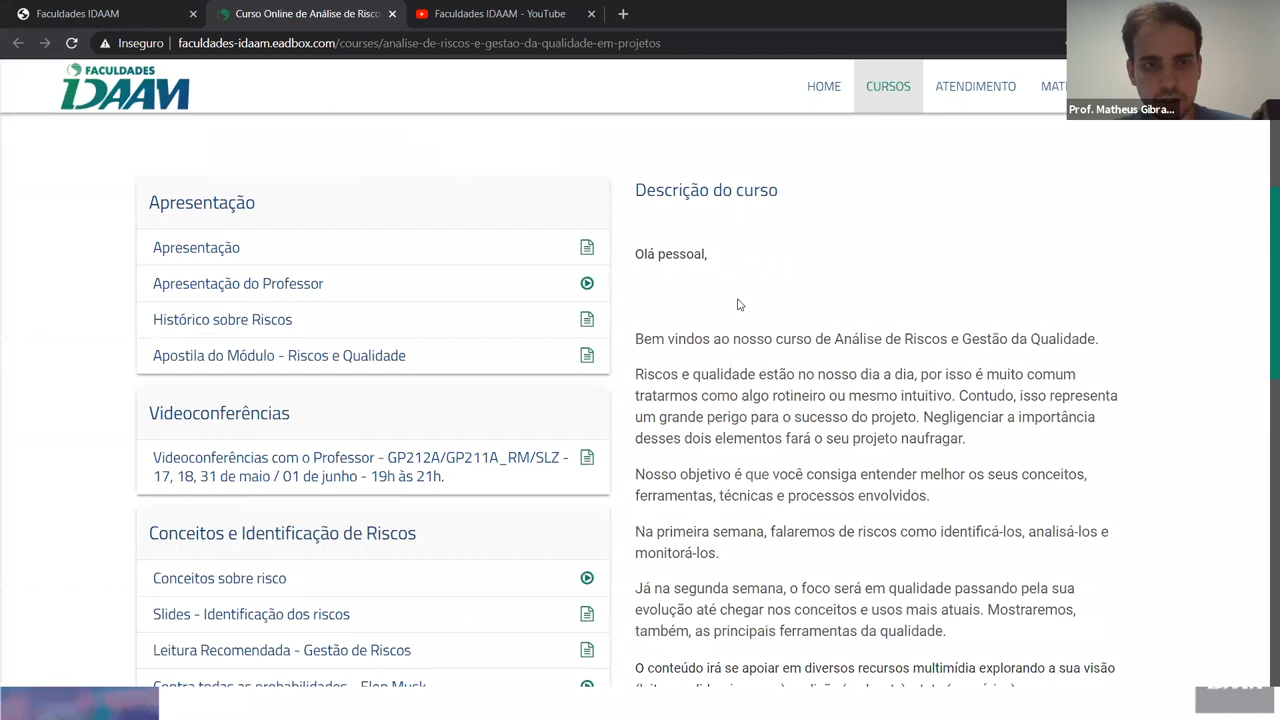 Faculdades IDAAM
Curso Online de Análise de Risco
Faculdades IDAAM - YouTube
Inseguro
faculdades-idaam.eadbox.com/courses/analise-de-riscos-e-gestao-da-qualidade-em-projetos
FACULDADES
IDAAM
HOME
CURSOS
ATENDIMENTO
Prof. Matheus Gibra...
Apresentação
Apresentação
Apresentação do Professor
Histórico sobre Riscos
Apostila do Módulo - Riscos e Qualidade
Videoconferências
Videoconferências com o Professor - GP212A/GP211A_RM/SLZ -
17, 18, 31 de maio / 01 de junho - 19h às 21h.
Conceitos e Identificação de Riscos
Conceitos sobre risco
Slides - Identificação dos riscos
Leitura Recomendada - Gestão de Riscos
Contra todas as probabilidades - Elon Musk
Descrição do curso
Olá pessoal,
Bem vindos ao nosso curso de Análise de Riscos e Gestão da Qualidade.
Riscos e qualidade estão no nosso dia a dia, por isso é muito comum
tratarmos como algo rotineiro ou mesmo intuitivo. Contudo, isso representa
um grande perigo para o sucesso do projeto. Negligenciar a importância
desses dois elementos fará o seu projeto naufragar.
Nosso objetivo é que você consiga entender melhor os seus conceitos,
ferramentas, técnicas e processos envolvidos.
Na primeira semana, falaremos de riscos como identificá-los, analisá-los e
monitorá-los.
Já na segunda semana, o foco será em qualidade passando pela sua
evolução até chegar nos conceitos e usos mais atuais. Mostraremos,
também, as principais ferramentas da qualidade.
O conteúdo irá se apoiar em diversos recursos multimídia explorando a sua visão